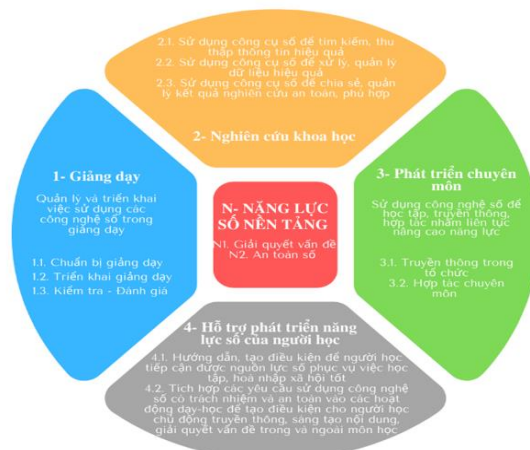 2.1. Sử dụng công cụ số để tìm kiếm, thu
thập thông tin hiệu quả
2.2. Sử dụng công cụ số để xử lý, quản lý
dữ liệu hiệu quả
2.3. Sử dụng công cụ số để chia sẻ, quản
lý kết quả nghiên cứu an toàn, phù hợp
2- Nghiên cứu khoa học
1- Giảng dạy
Quản lý và triển khai
việc sử dụng các
công nghệ số trong
giảng dạy
1.1. Chuẩn bị giảng dạy
1.2. Triển khai giảng dạy
1.3. Kiểm tra - Đánh giá
N- NĂNG LỰC
SỐ NỀN TẢNG
N1. Giải quyết vấn đề
N2. An toàn số
3- Phát triển chuyên
môn
Sử dụng công nghệ số để
học tập, truyền thông,
hợp tác nhằm liên tục
nâng cao năng lực
3.1. Truyền thông trong
tổ chức
3.2. Hợp tác chuyên
môn
4- Hỗ trợ phát triển năng
lực số của người học
4.1. Hướng dẫn, tạo điều kiện để người học
tiếp cận được nguồn lực số phục vụ việc học
tập, hoà nhập xã hội tốt
4.2. Tích hợp các yêu cầu sử dụng công nghệ
số có trách nhiệm và an toàn vào các hoạt
động dạy-học để tạo điều kiện cho người học
chủ động truyền thông, sáng tạo nội dung,
giải quyết vấn đề trong và ngoài môn học